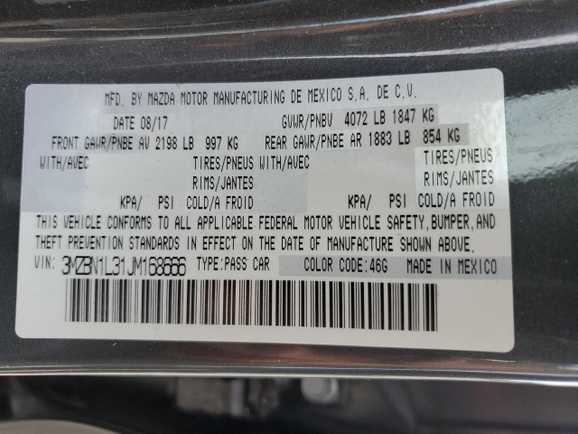 MFD. BY MAZDA MOTOR MANUFACTURING DE MEXICO S.A. DE C.V.
DATE 08/17 GVWR/PNBV 4072 LB 1847 KG
FRONT GAWR/PNBE AV 2198 LB 997 KG REAR GAWR/PNBE AR 1883 LB 854 KG
WITH/AVEC TIRES/PNEUS WITH/AVEC TIRES/PNEUS
RIMS/JANTES RIMS/JANTES
KPA/ PSI COLD/A FROID KPA/ PSI COLD/A FROID
THIS VEHICLE CONFORMS TO ALL APPLICABLE FEDERAL MOTOR VEHICLE SAFETY, BUMPER, AND
THEFT PREVENTION STANDARDS IN EFFECT ON THE DATE OF MANUFACTURE SHOWN ABOVE.
VIN: 3MZBN1L31JM168666 TYPE:PASS CAR COLOR CODE:46G MADE IN MEXICO